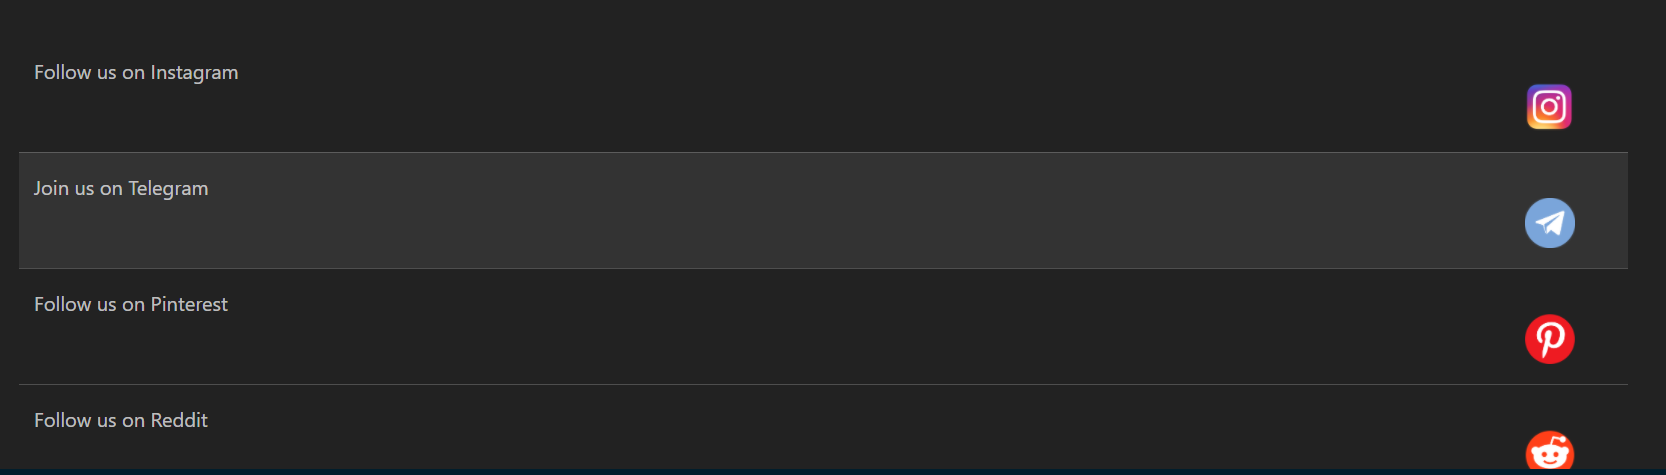 Follow us on Instagram
Join us on Telegram
Follow us on Pinterest
Follow us on Reddit